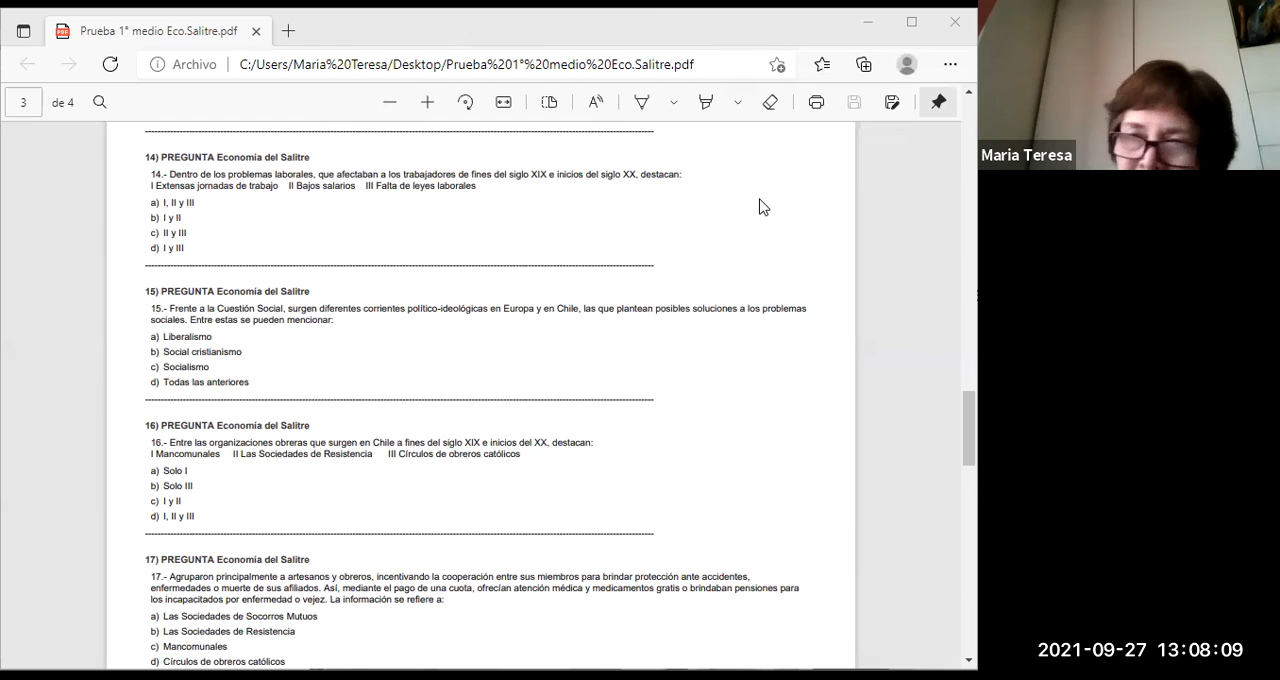 Prueba 1° medio Eco.Salitre.pdf
Archivo C:/Users/Maria%20Teresa/Desktop/Prueba%201°%20medio%20Eco.Salitre.pdf
3 de 4
Maria Teresa
14) PREGUNTA Economía del Salitre
14.- Dentro de los problemas laborales, que afectaban a los trabajadores de fines del siglo XIX e inicios del siglo XX, destacan:
I Extensas jornadas de trabajo II Bajos salarios III Falta de leyes laborales
a) I, II y III
b) I y II
c) II y III
d) I y III
15) PREGUNTA Economía del Salitre
15.- Frente a la Cuestión Social, surgen diferentes corrientes político-ideológicas en Europa y en Chile, las que plantean posibles soluciones a los problemas
sociales. Entre estas se pueden mencionar:
a) Liberalismo
b) Social cristianismo
c) Socialismo
d) Todas las anteriores
16) PREGUNTA Economía del Salitre
16.- Entre las organizaciones obreras que surgen en Chile a fines del siglo XIX e inicios del XX, destacan:
I Mancomunales II Las Sociedades de Resistencia III Círculos de obreros católicos
a) Solo I
b) Solo III
c) I y II
d) I, II y III
17) PREGUNTA Economía del Salitre
17.- Agruparon principalmente a artesanos y obreros, incentivando la cooperación entre sus miembros para brindar protección ante accidentes,
enfermedades o muerte de sus afiliados. Así, mediante el pago de una cuota, ofrecían atención médica y medicamentos gratis o brindaban pensiones para
los incapacitados por enfermedad o vejez. La información se refiere a:
a) Las Sociedades de Socorros Mutuos
b) Las Sociedades de Resistencia
c) Mancomunales
d) Círculos de obreros católicos
2021-09-27 13:08:09